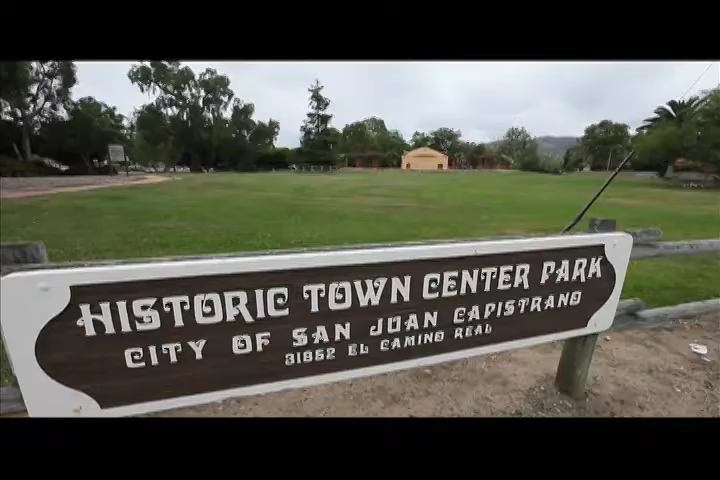 HISTORIC TOWN CENTER PARK
CITY OF SAN JUAN CAPISTRANO
31852 EL CAMINO REAL